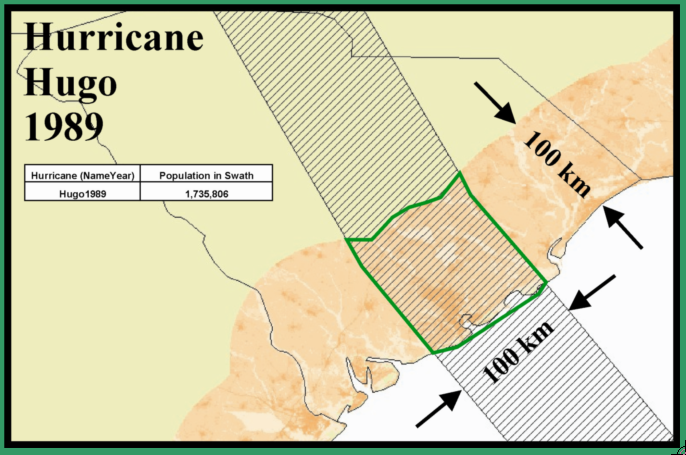 Hurricane
Hugo
1989
Hurricane (NameYear) Population in Swath
Hugo1989 1,735,806
100 km
100 km